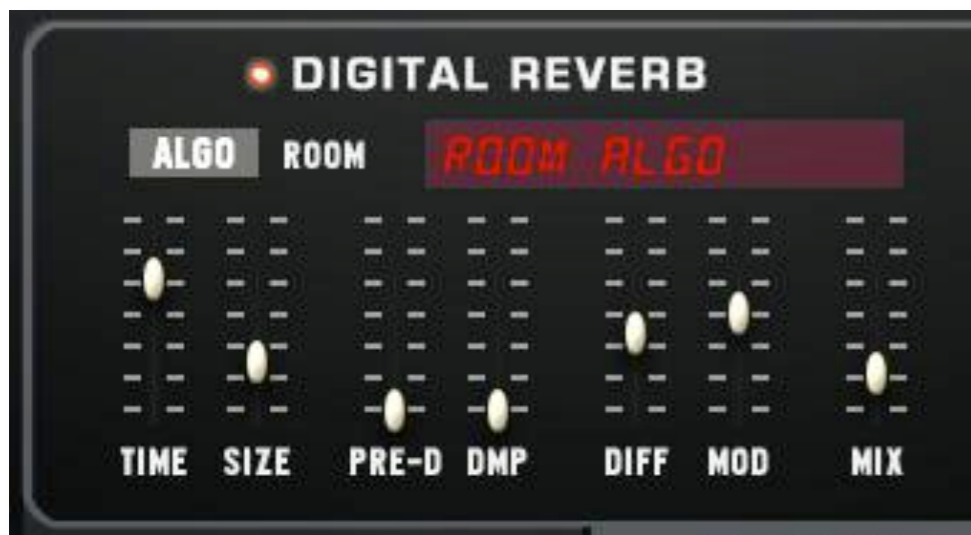 DIGITAL REVERB
ALGO ROOM ROOM ALGO
TIME SIZE PRE-D DMP DIFF MOD MIX